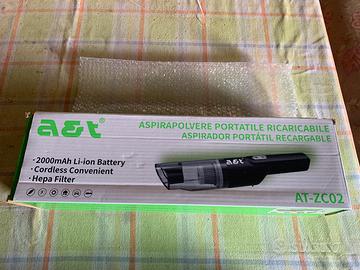 a&t
ASPIRAPOLVERE PORTATILE RICARICABILE
ASPIRADOR PORTÁTIL RECARGABLE
· 2000mAh Li-ion Battery
· Cordless Convenient
· Hepa Filter
AT-ZC02
a&t